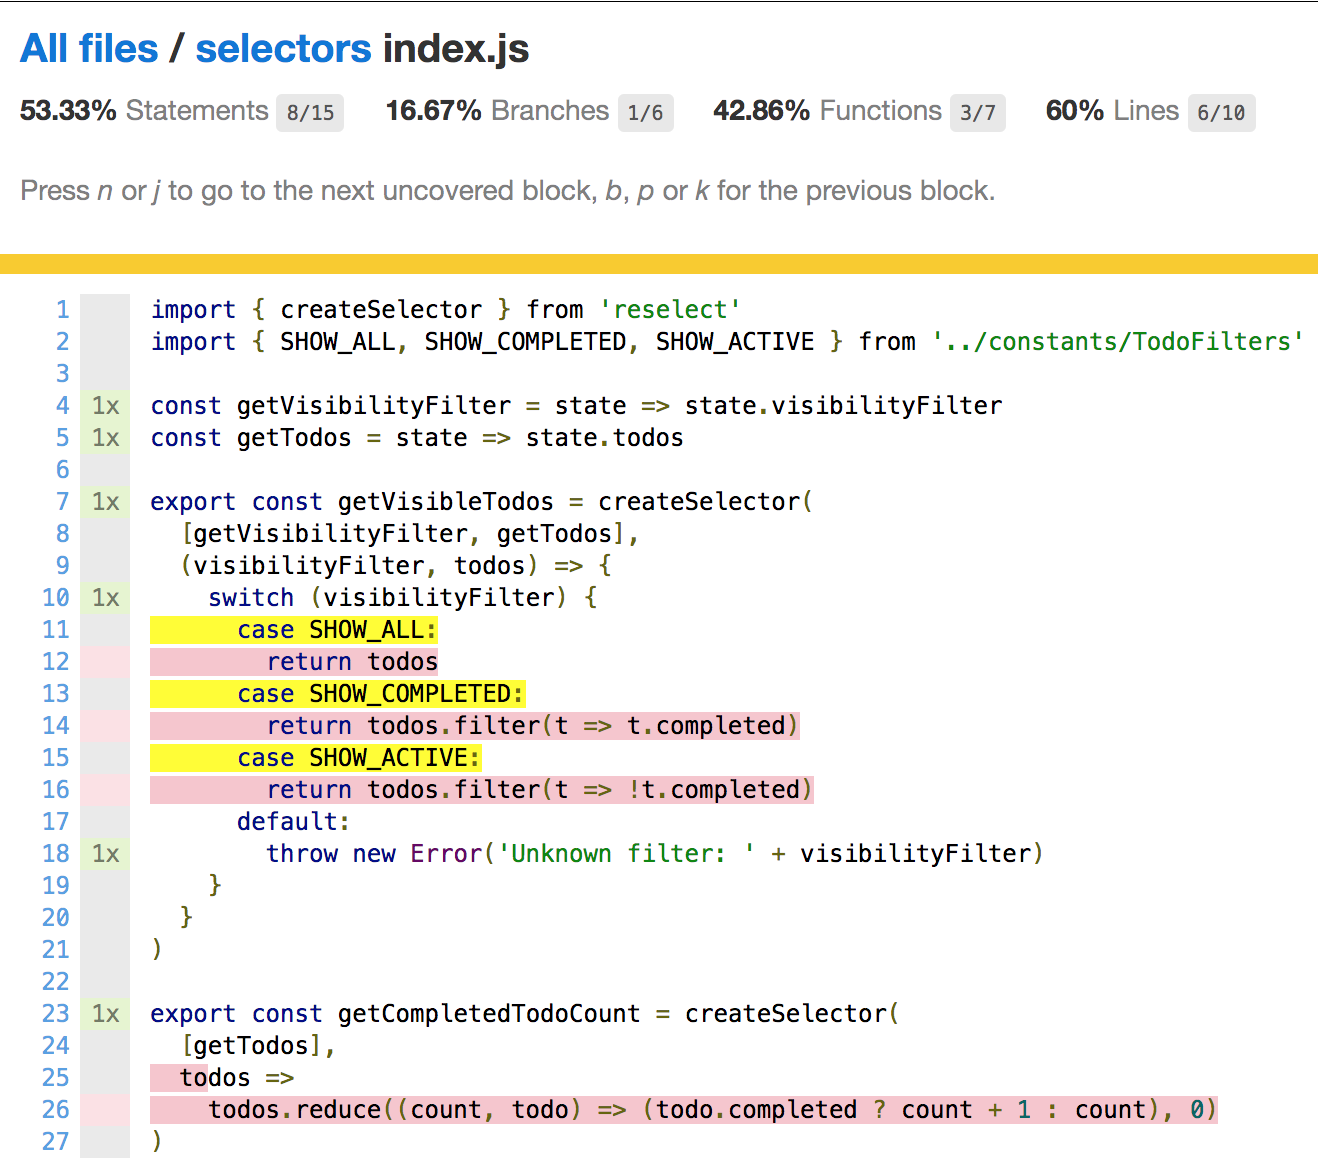 All files / selectors index.js
53.33% Statements 8/15 16.67% Branches 1/6 42.86% Functions 3/7 60% Lines 6/10
Press n or j to go to the next uncovered block, b, p or k for the previous block.
1 import { createSelector } from 'reselect'
2 import { SHOW_ALL, SHOW_COMPLETED, SHOW_ACTIVE } from '../constants/TodoFilters'
3
4 1x const getVisibilityFilter = state => state.visibilityFilter
5 1x const getTodos = state => state.todos
6
7 1x export const getVisibleTodos = createSelector(
8 [getVisibilityFilter, getTodos],
9 (visibilityFilter, todos) => {
10 1x switch (visibilityFilter) {
11 case SHOW_ALL:
12 return todos
13 case SHOW_COMPLETED:
14 return todos.filter(t => t.completed)
15 case SHOW_ACTIVE:
16 return todos.filter(t => !t.completed)
17 default:
18 1x throw new Error('Unknown filter: ' + visibilityFilter)
19 }
20 }
21 )
22
23 1x export const getCompletedTodoCount = createSelector(
24 [getTodos],
25 todos =>
26 todos.reduce((count, todo) => (todo.completed ? count + 1 : count), 0)
27 )